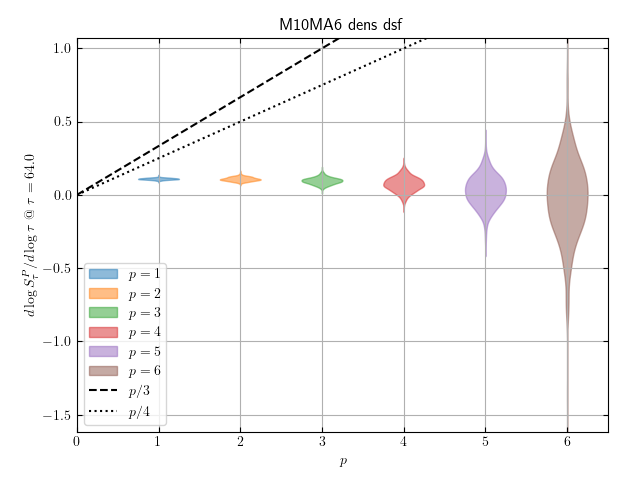 M10MA6 dens dsf
1.0
0.5
0.0
−0.5
−1.0
−1.5
d log S_τ^P / d log τ @ τ = 64.0
p = 1
p = 2
p = 3
p = 4
p = 5
p = 6
p/3
p/4
0 1 2 3 4 5 6
p